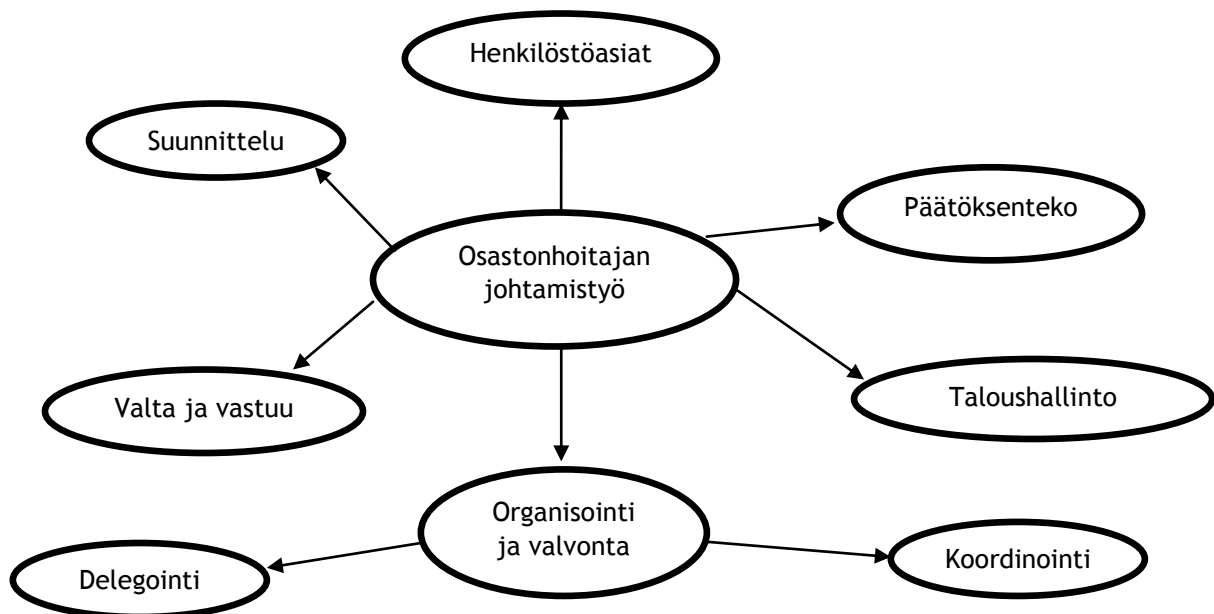 Henkilöstöasiat
Suunnittelu
Päätöksenteko
Osastonhoitajan
johtamistyö
Valta ja vastuu
Taloushallinto
Organisointi
ja valvonta
Delegointi
Koordinointi